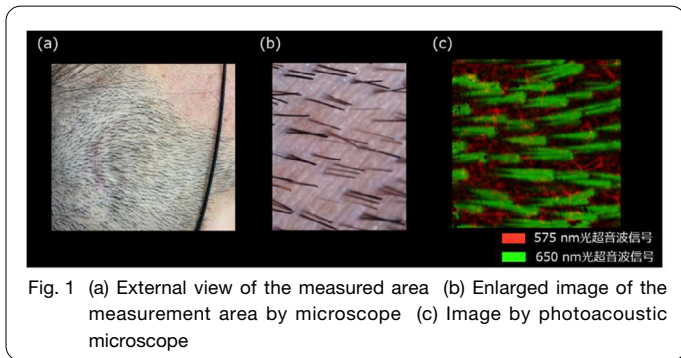 (a)
(b)
(c)
575 nm光超音波信号
650 nm光超音波信号
Fig. 1 (a) External view of the measured area (b) Enlarged image of the
measurement area by microscope (c) Image by photoacoustic
microscope